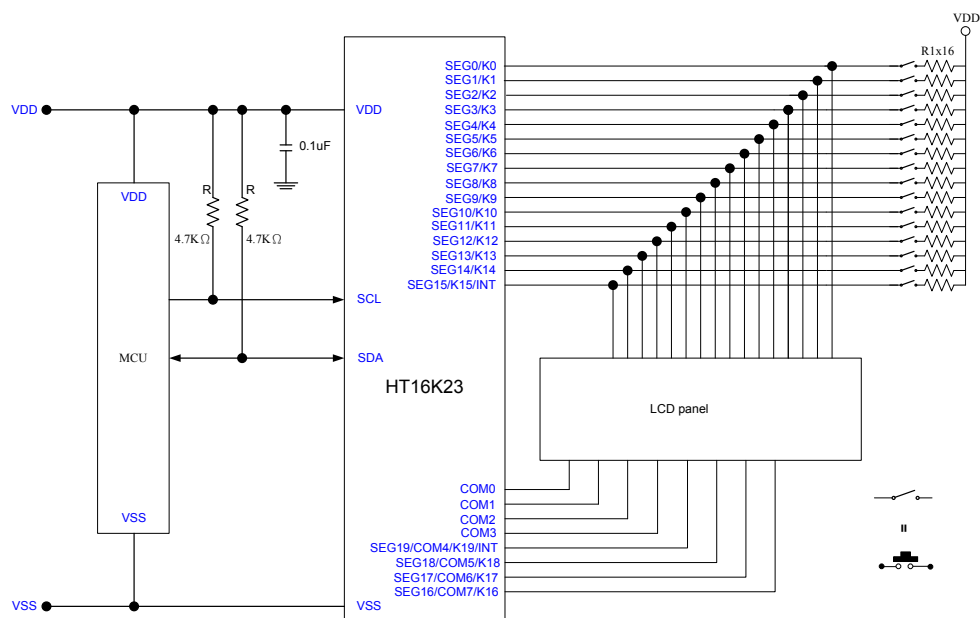 VDD
R1x16
SEG0/K0
SEG1/K1
SEG2/K2
SEG3/K3
SEG4/K4
SEG5/K5
SEG6/K6
SEG7/K7
SEG8/K8
SEG9/K9
SEG10/K10
SEG11/K11
SEG12/K12
SEG13/K13
SEG14/K14
SEG15/K15/INT
VDD
VDD
0.1uF
VDD
R
R
4.7KΩ
4.7KΩ
SCL
MCU
SDA
HT16K23
LCD panel
COM0
COM1
COM2
COM3
SEG19/COM4/K19/INT
SEG18/COM5/K18
SEG17/COM6/K17
SEG16/COM7/K16
VSS
VSS
VSS
=